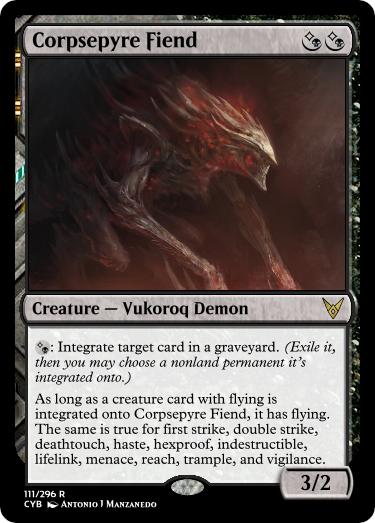 Corpsepyre Fiend
Creature — Vukoroq Demon
: Integrate target card in a graveyard. (Exile it,
then you may choose a nonland permanent it's
integrated onto.)
As long as a creature card with flying is
integrated onto Corpsepyre Fiend, it has flying.
The same is true for first strike, double strike,
deathtouch, haste, hexproof, indestructible,
lifelink, menace, reach, trample, and vigilance.
3/2
111/296 R
CYB Antonio J Manzanedo